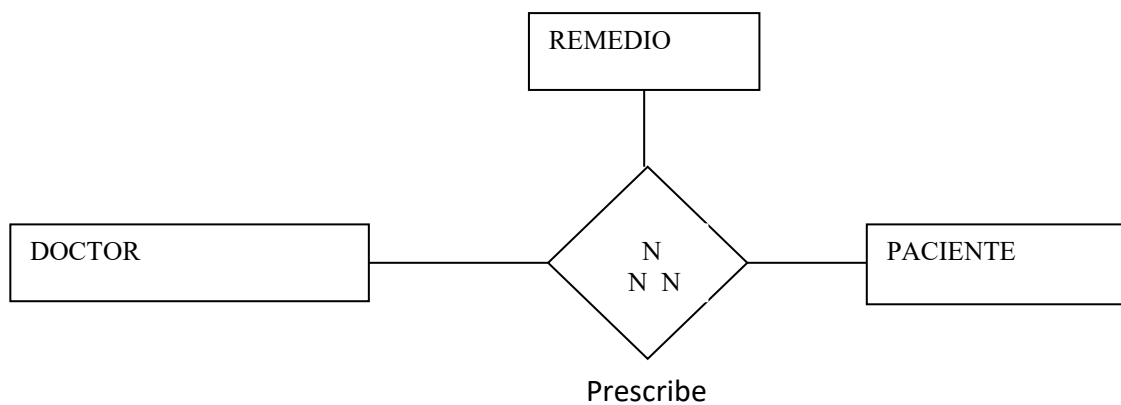 REMEDIO
DOCTOR
N
N N
PACIENTE
Prescribe